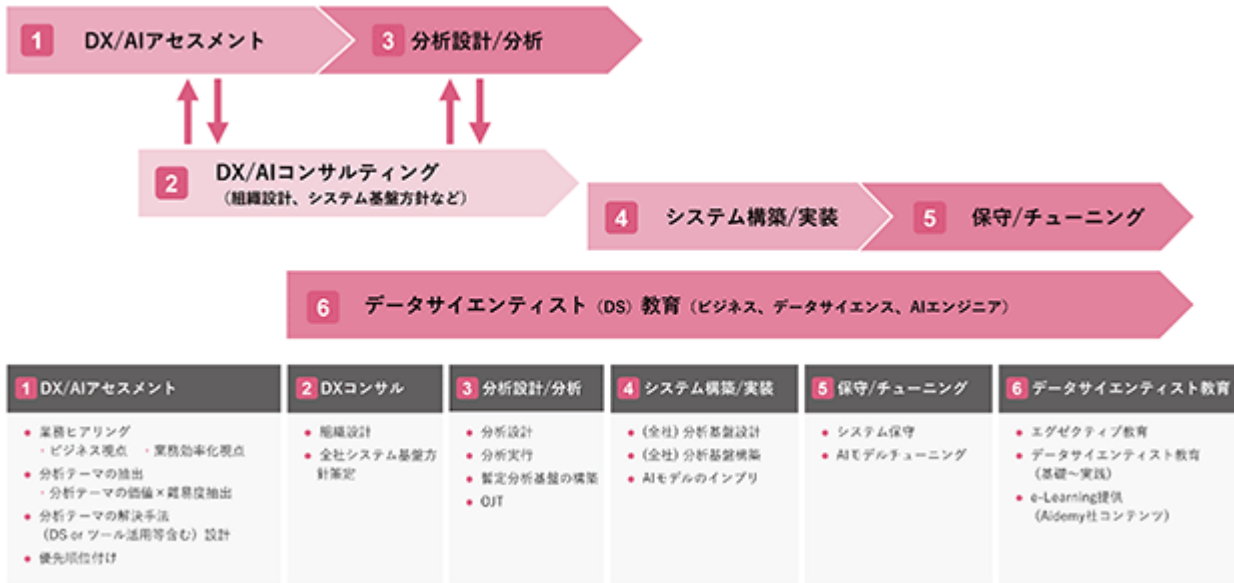 1 DX/AIアセスメント
3 分析設計/分析
2 DX/AIコンサルティング
（組織設計、システム基盤方針など）
4 システム構築/実装
5 保守/チューニング
6 データサイエンティスト（DS）教育（ビジネス、データサイエンス、AIエンジニア）
1 DX/AIアセスメント
• 業務ヒアリング
・ビジネス視点 ・業務効率化視点
• 分析テーマの抽出
・分析テーマの価値×難易度抽出
• 分析テーマの解決手法
（DS or ツール活用等含む）設計
• 優先順位付け
2 DXコンサル
• 組織設計
• 全社システム基盤方
針策定
3 分析設計/分析
• 分析設計
• 分析実行
• 暫定分析基盤の構築
• OJT
4 システム構築/実装
• (全社) 分析基盤設計
• (全社) 分析基盤構築
• AIモデルのインプリ
5 保守/チューニング
• システム保守
• AIモデルチューニング
6 データサイエンティスト教育
• エグゼクティブ教育
• データサイエンティスト教育
（基礎～実践）
• e-Learning提供
（Aidemy社コンテンツ）